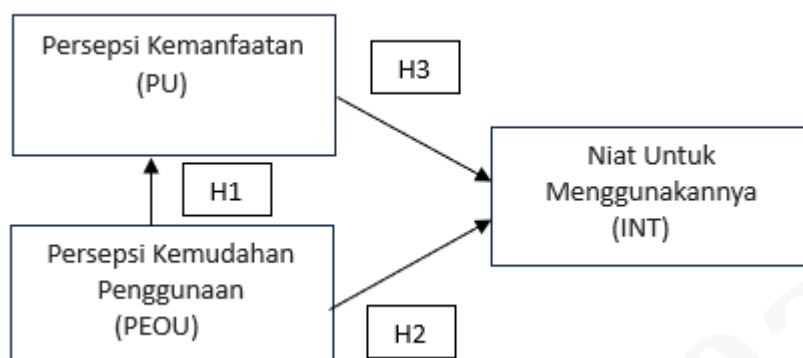 Persepsi Kemanfaatan
(PU)
H3
Niat Untuk
Menggunakannya
(INT)
H1
Persepsi Kemudahan
Penggunaan
(PEOU)
H2